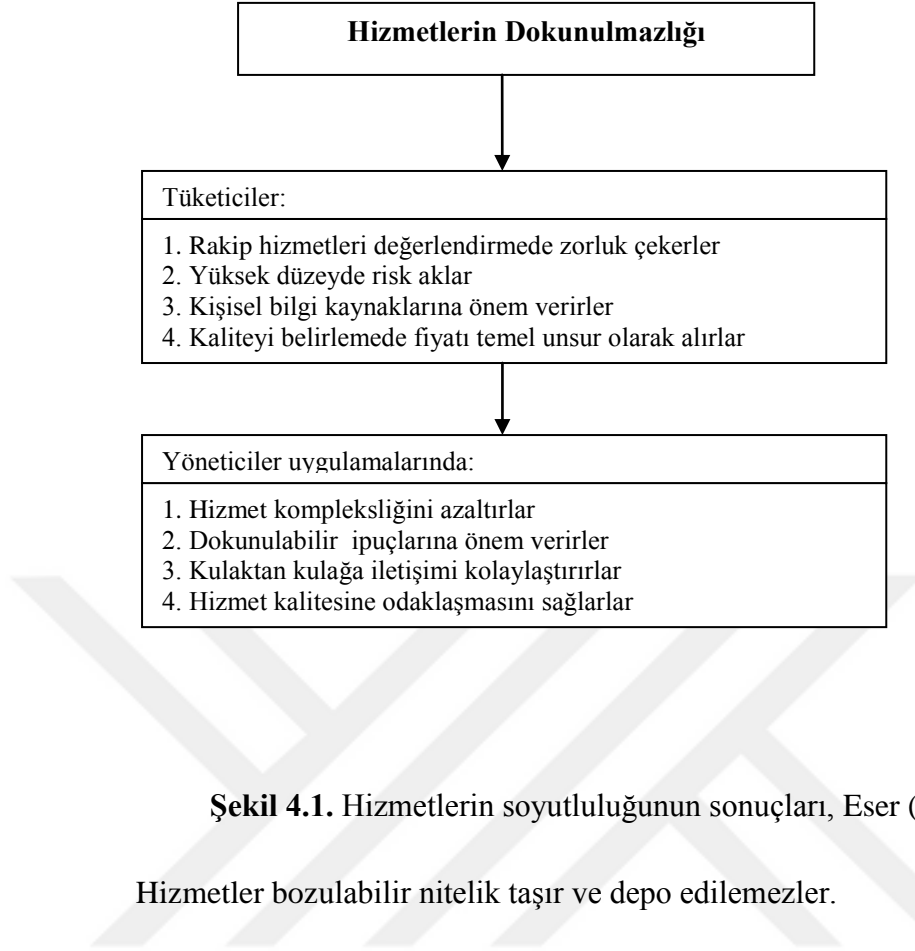 Hizmetlerin Dokunulmazlığı
Tüketiciler:
1. Rakip hizmetleri değerlendirmede zorluk çekerler
2. Yüksek düzeyde risk aklar
3. Kişisel bilgi kaynaklarına önem verirler
4. Kaliteyi belirlemede fiyatı temel unsur olarak alırlar
Yöneticiler uygulamalarında:
1. Hizmet kompleksliğini azaltırlar
2. Dokunulabilir ipuçlarına önem verirler
3. Kulaktan kulağa iletişimi kolaylaştırırlar
4. Hizmet kalitesine odaklaşmasını sağlarlar
Şekil 4.1. Hizmetlerin soyutluluğunun sonuçları, Eser (
Hizmetler bozulabilir nitelik taşır ve depo edilemezler.